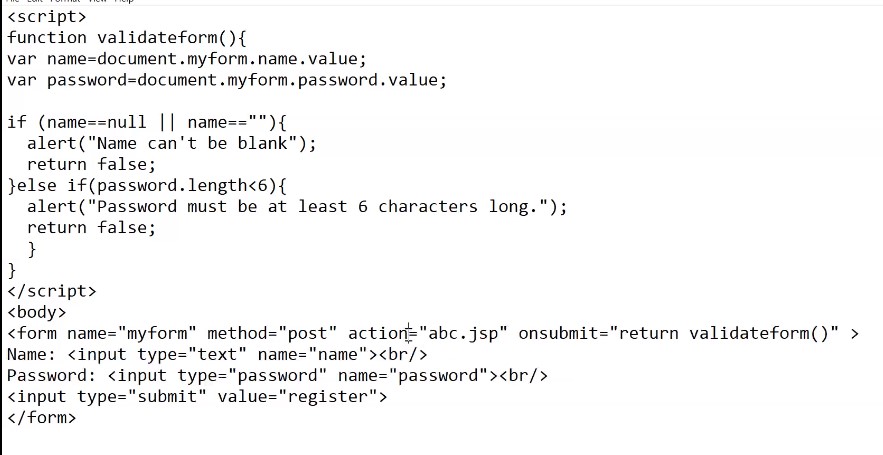 <script>
function validateform(){
var name=document.myform.name.value;
var password=document.myform.password.value;

if (name==null || name==""){
  alert("Name can't be blank");
  return false;
}else if(password.length<6){
  alert("Password must be at least 6 characters long.");
  return false;
  }
}
</script>
<body>
<form name="myform" method="post" action="abc.jsp" onsubmit="return validateform()" >
Name: <input type="text" name="name"><br/>
Password: <input type="password" name="password"><br/>
<input type="submit" value="register">
</form>